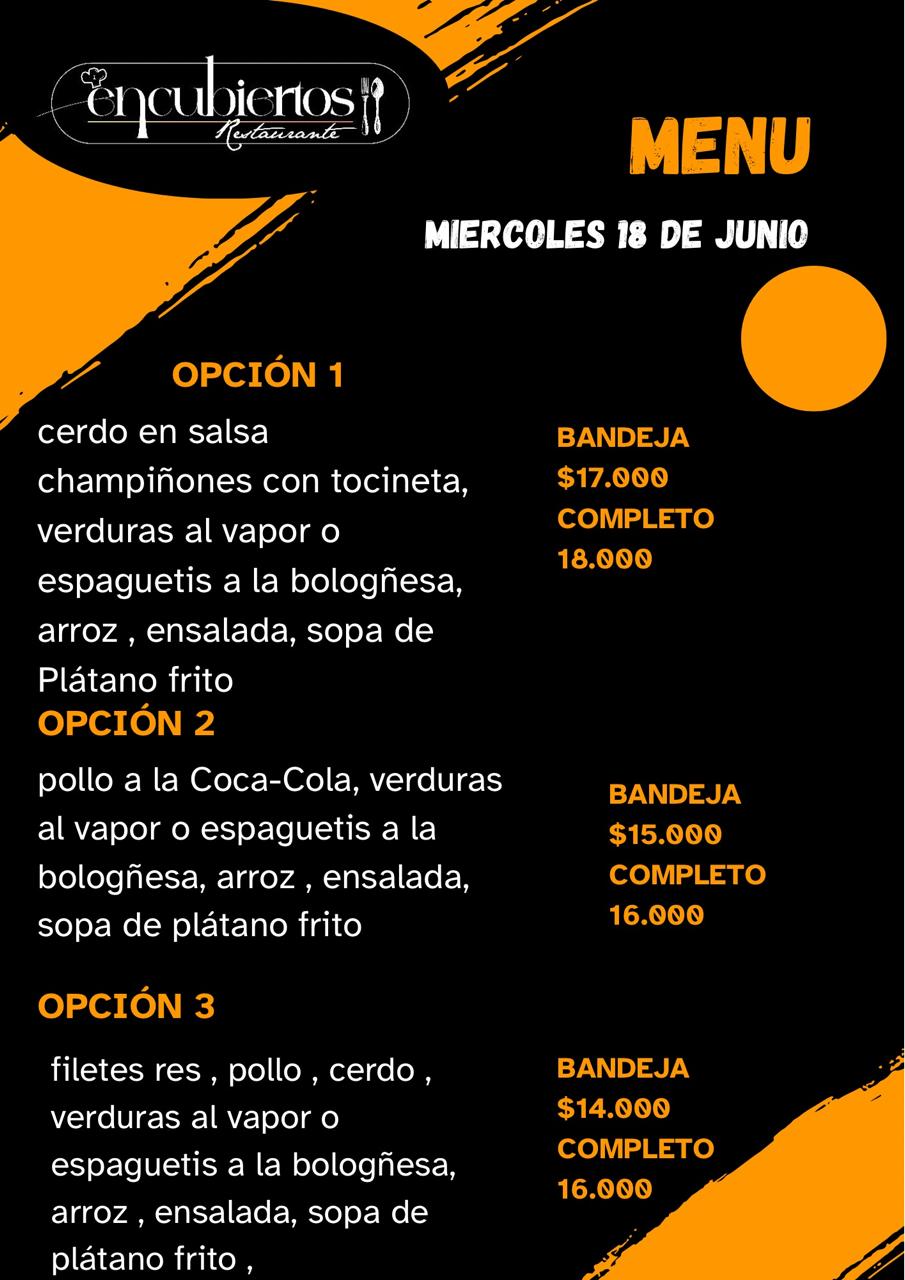 encubiertos
Restaurante
MENU
MIERCOLES 18 DE JUNIO
OPCIÓN 1
cerdo en salsa
champiñones con tocineta,
verduras al vapor o
espaguetis a la bologñesa,
arroz , ensalada, sopa de
Plátano frito
BANDEJA
$17.000
COMPLETO
18.000
OPCIÓN 2
pollo a la Coca-Cola, verduras
al vapor o espaguetis a la
bologñesa, arroz , ensalada,
sopa de plátano frito
BANDEJA
$15.000
COMPLETO
16.000
OPCIÓN 3
filetes res , pollo , cerdo ,
verduras al vapor o
espaguetis a la bologñesa,
arroz , ensalada, sopa de
plátano frito ,
BANDEJA
$14.000
COMPLETO
16.000